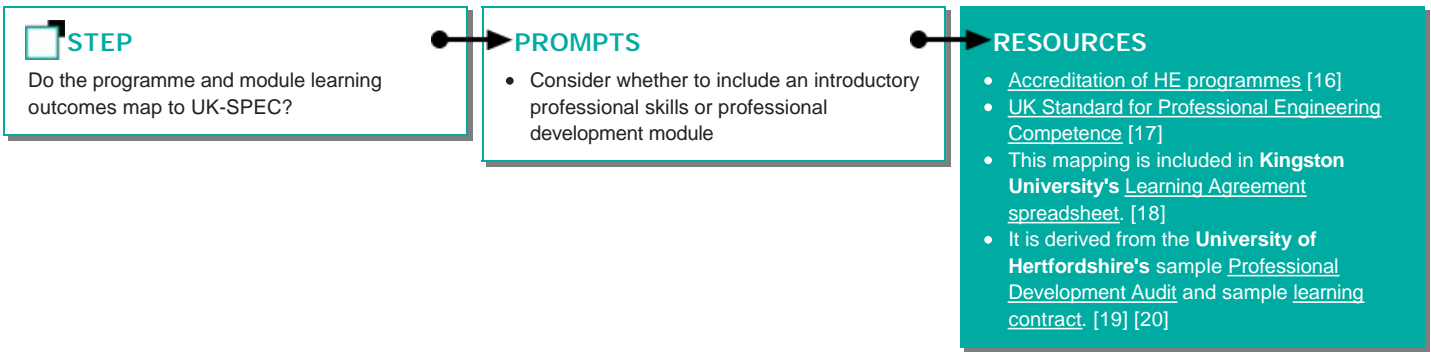 STEP
Do the programme and module learning
outcomes map to UK-SPEC?
PROMPTS
• Consider whether to include an introductory
professional skills or professional
development module
RESOURCES
• Accreditation of HE programmes [16]
• UK Standard for Professional Engineering
Competence [17]
• This mapping is included in Kingston
University's Learning Agreement
spreadsheet. [18]
• It is derived from the University of
Hertfordshire's sample Professional
Development Audit and sample learning
contract. [19] [20]